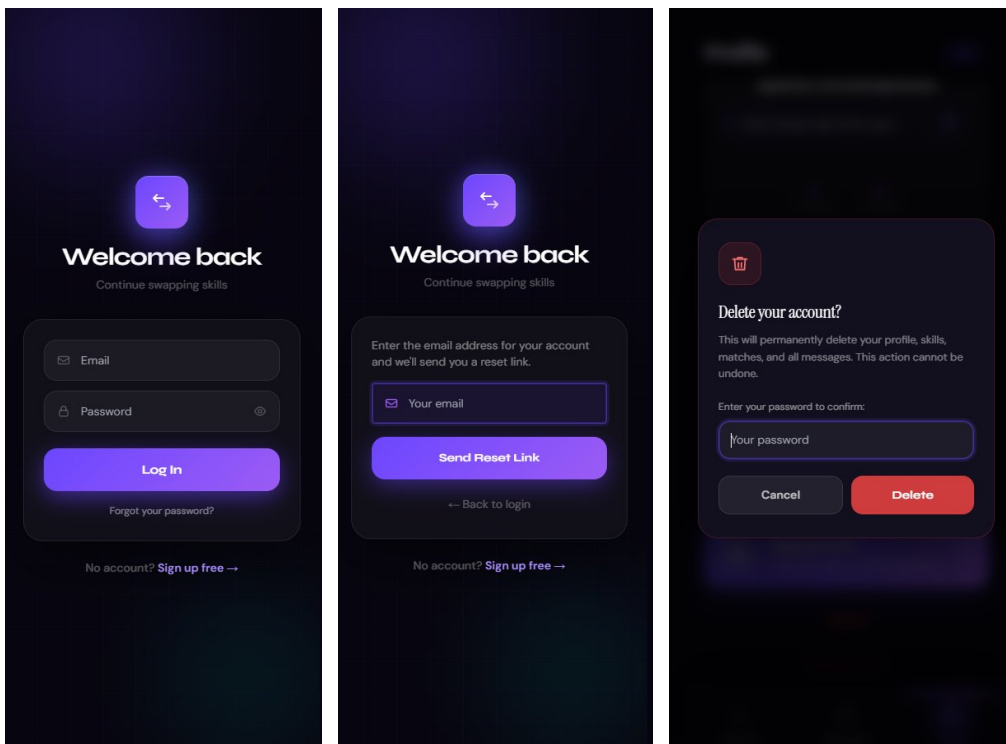 Welcome back
Continue swapping skills
Email
Password
Log In
Forgot your password?
No account? Sign up free →
Welcome back
Continue swapping skills
Enter the email address for your account
and we'll send you a reset link.
Your email
Send Reset Link
← Back to login
No account? Sign up free →
Delete your account?
This will permanently delete your profile, skills,
matches, and all messages. This action cannot be
undone.
Enter your password to confirm:
Your password
Cancel
Delete